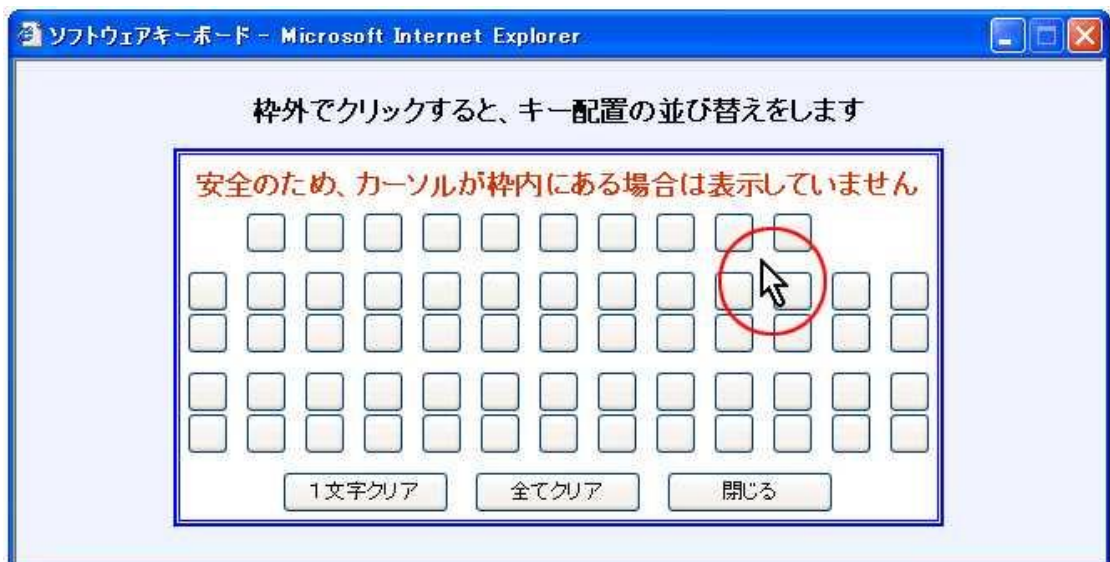 ソフトウェアキーボード - Microsoft Internet Explorer
枠外でクリックすると、キー配置の並び替えをします
安全のため、カーソルが枠内にある場合は表示していません
1文字クリア
全てクリア
閉じる